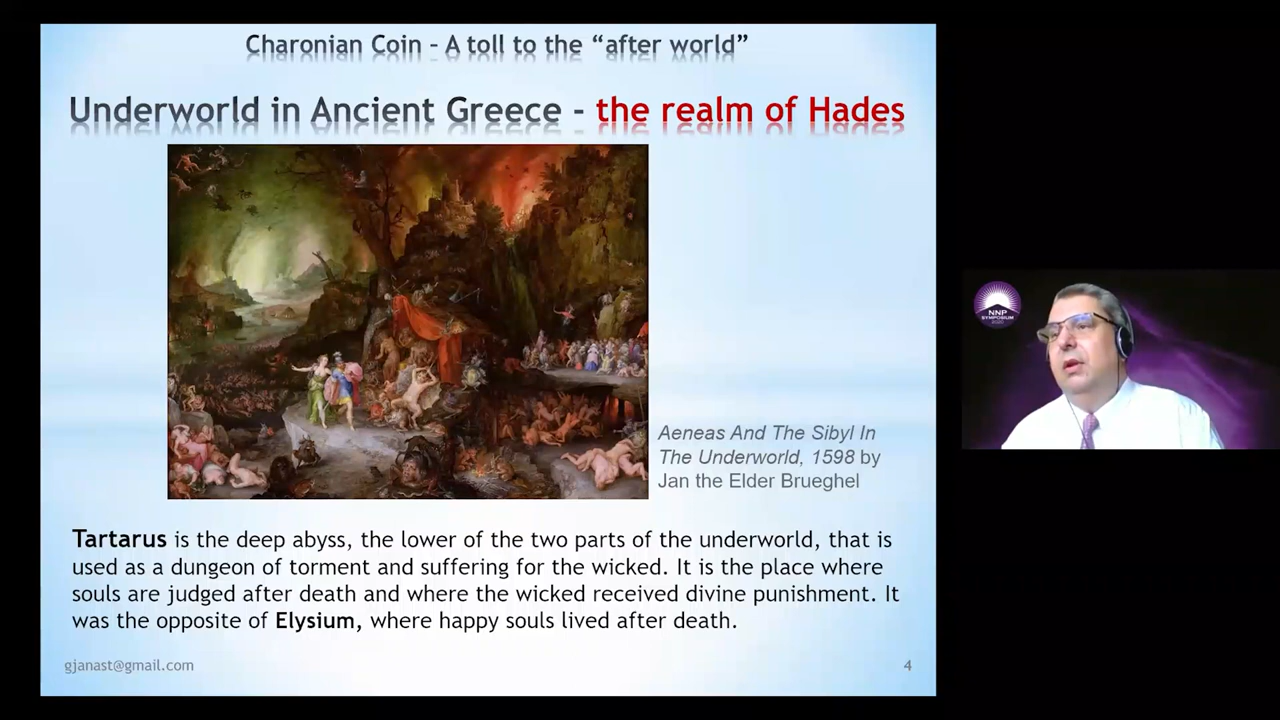 Charonian Coin – A toll to the “after world”
Underworld in Ancient Greece - the realm of Hades
Aeneas And The Sibyl In
The Underworld, 1598 by
Jan the Elder Brueghel
Tartarus is the deep abyss, the lower of the two parts of the underworld, that is
used as a dungeon of torment and suffering for the wicked. It is the place where
souls are judged after death and where the wicked received divine punishment. It
was the opposite of Elysium, where happy souls lived after death.
gjanast@gmail.com
4
NNP
SYMPOSIUM
2020